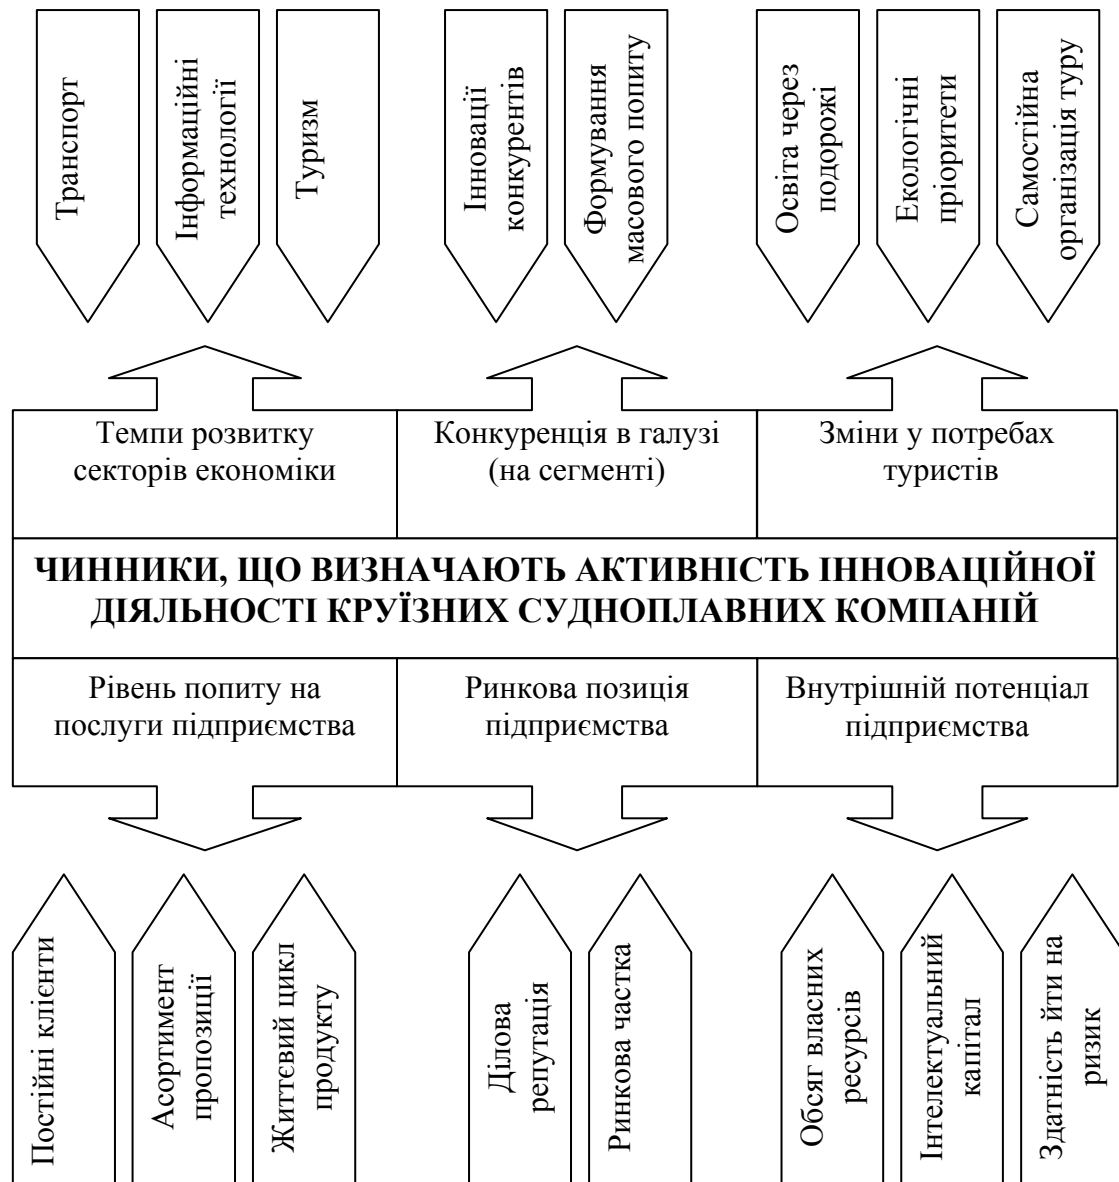 Транспорт
Інформаційні
технології
Туризм
Інновації
конкурентів
Формування
масового попиту
Освіта через
подорожі
Екологічні
пріоритети
Самостійна
організація туру
Темпи розвитку
секторів економіки
Конкуренція в галузі
(на сегменті)
Зміни у потребах
туристів
ЧИННИКИ, ЩО ВИЗНАЧАЮТЬ АКТИВНІСТЬ ІННОВАЦІЙНОЇ
ДІЯЛЬНОСТІ КРУЇЗНИХ СУДНОПЛАВНИХ КОМПАНІЙ
Рівень попиту на
послуги підприємства
Ринкова позиція
підприємства
Внутрішній потенціал
підприємства
Постійні клієнти
Асортимент
пропозиції
Життєвий цикл
продукту
Ділова
репутація
Ринкова частка
Обсяг власних
ресурсів
Інтелектуальний
капітал
Здатність йти на
ризик